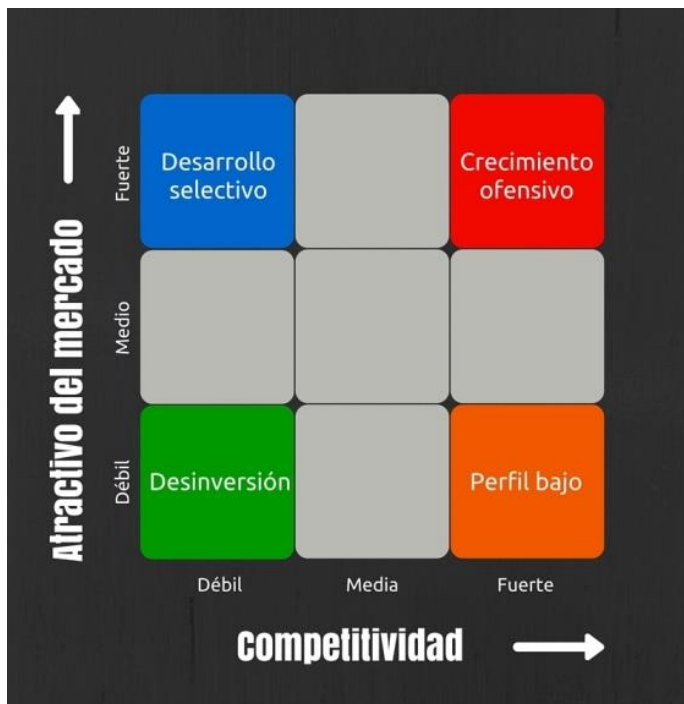 Atractivo del mercado
Fuerte
Medio
Débil
Desarrollo
selectivo
Crecimiento
ofensivo
Desinversión
Perfil bajo
Débil
Media
Fuerte
Competitividad